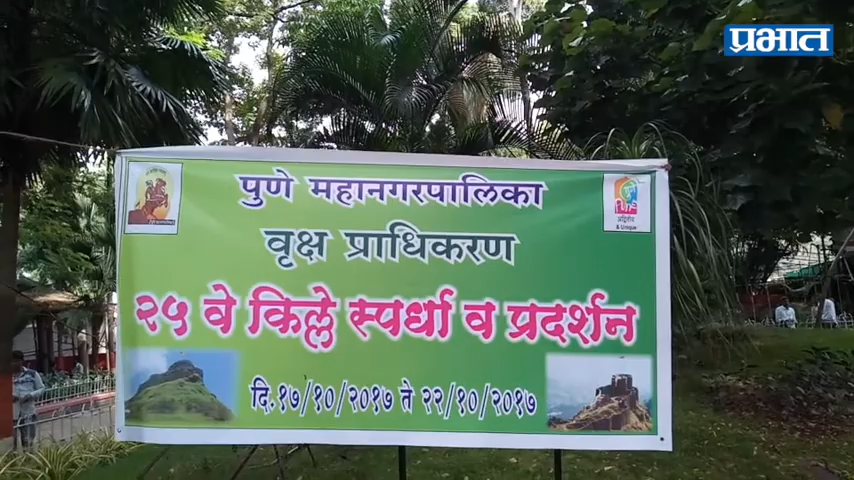 प्रभात
पुणे महानगरपालिका
वृक्ष प्राधिकरण
२५ वे किल्ले स्पर्धा व प्रदर्शन
दि.१७/१०/२०१७ ते २२/१०/२०१७